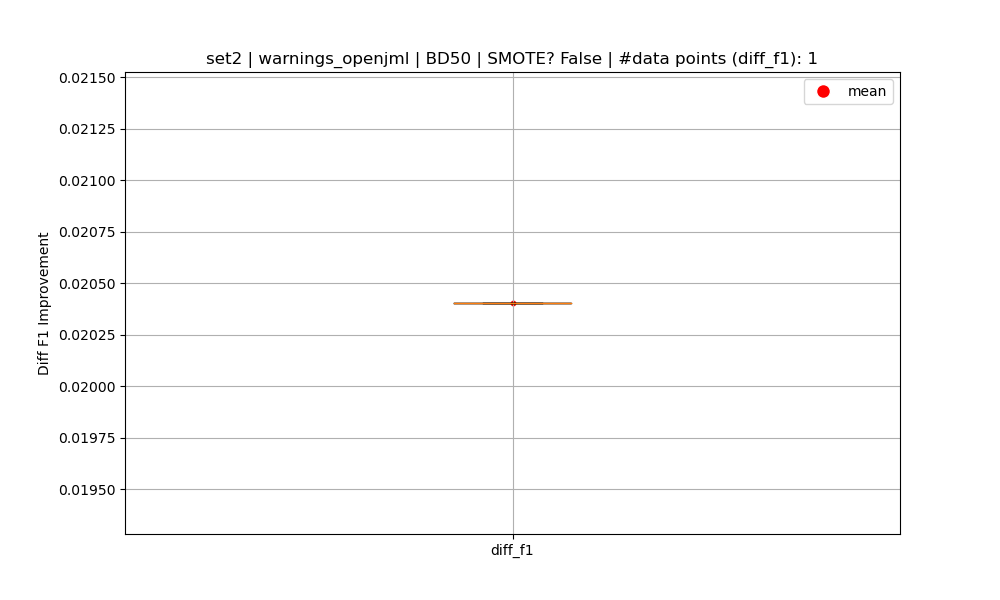 set2 | warnings_openjml | BD50 | SMOTE? False | #data points (diff_f1): 1
mean
0.02150
0.02125
0.02100
0.02075
0.02050
0.02025
0.02000
0.01975
0.01950
Diff F1 Improvement
diff_f1